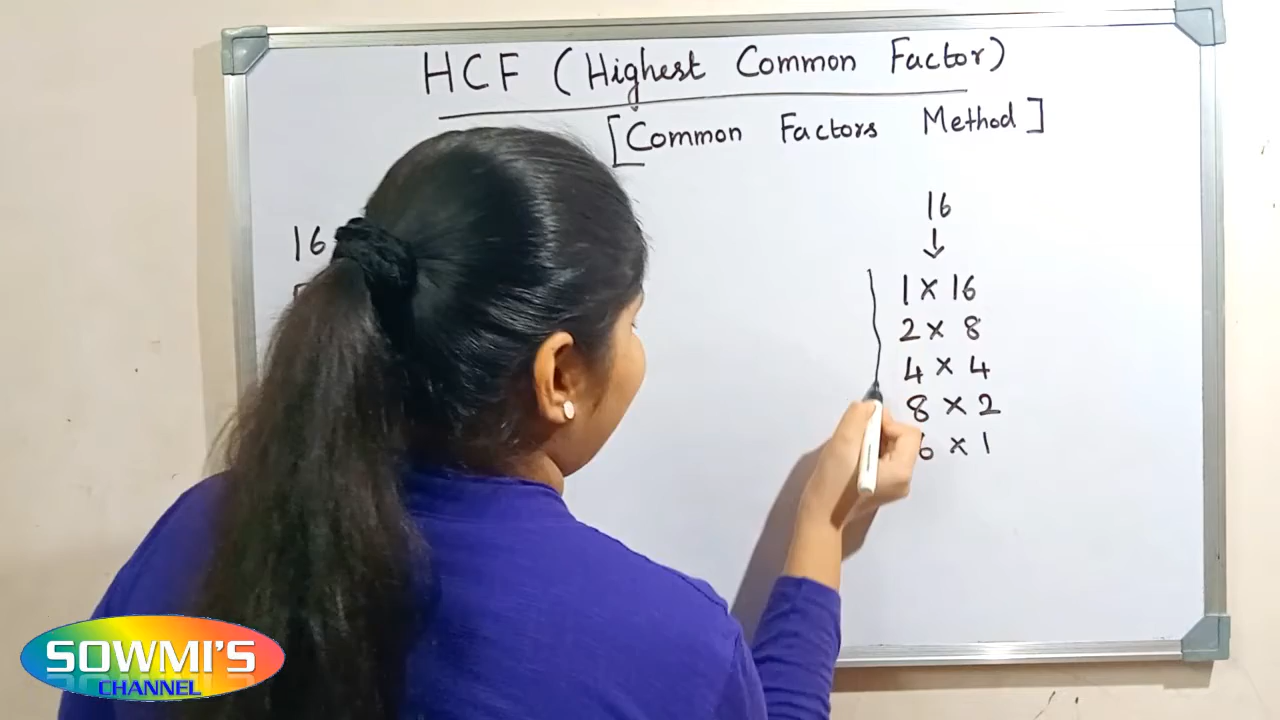 HCF (Highest Common Factor)
[Common Factors Method]
16
16
↓
1 × 16
2 × 8
4 × 4
8 × 2
6 × 1
SOWMI'S
CHANNEL